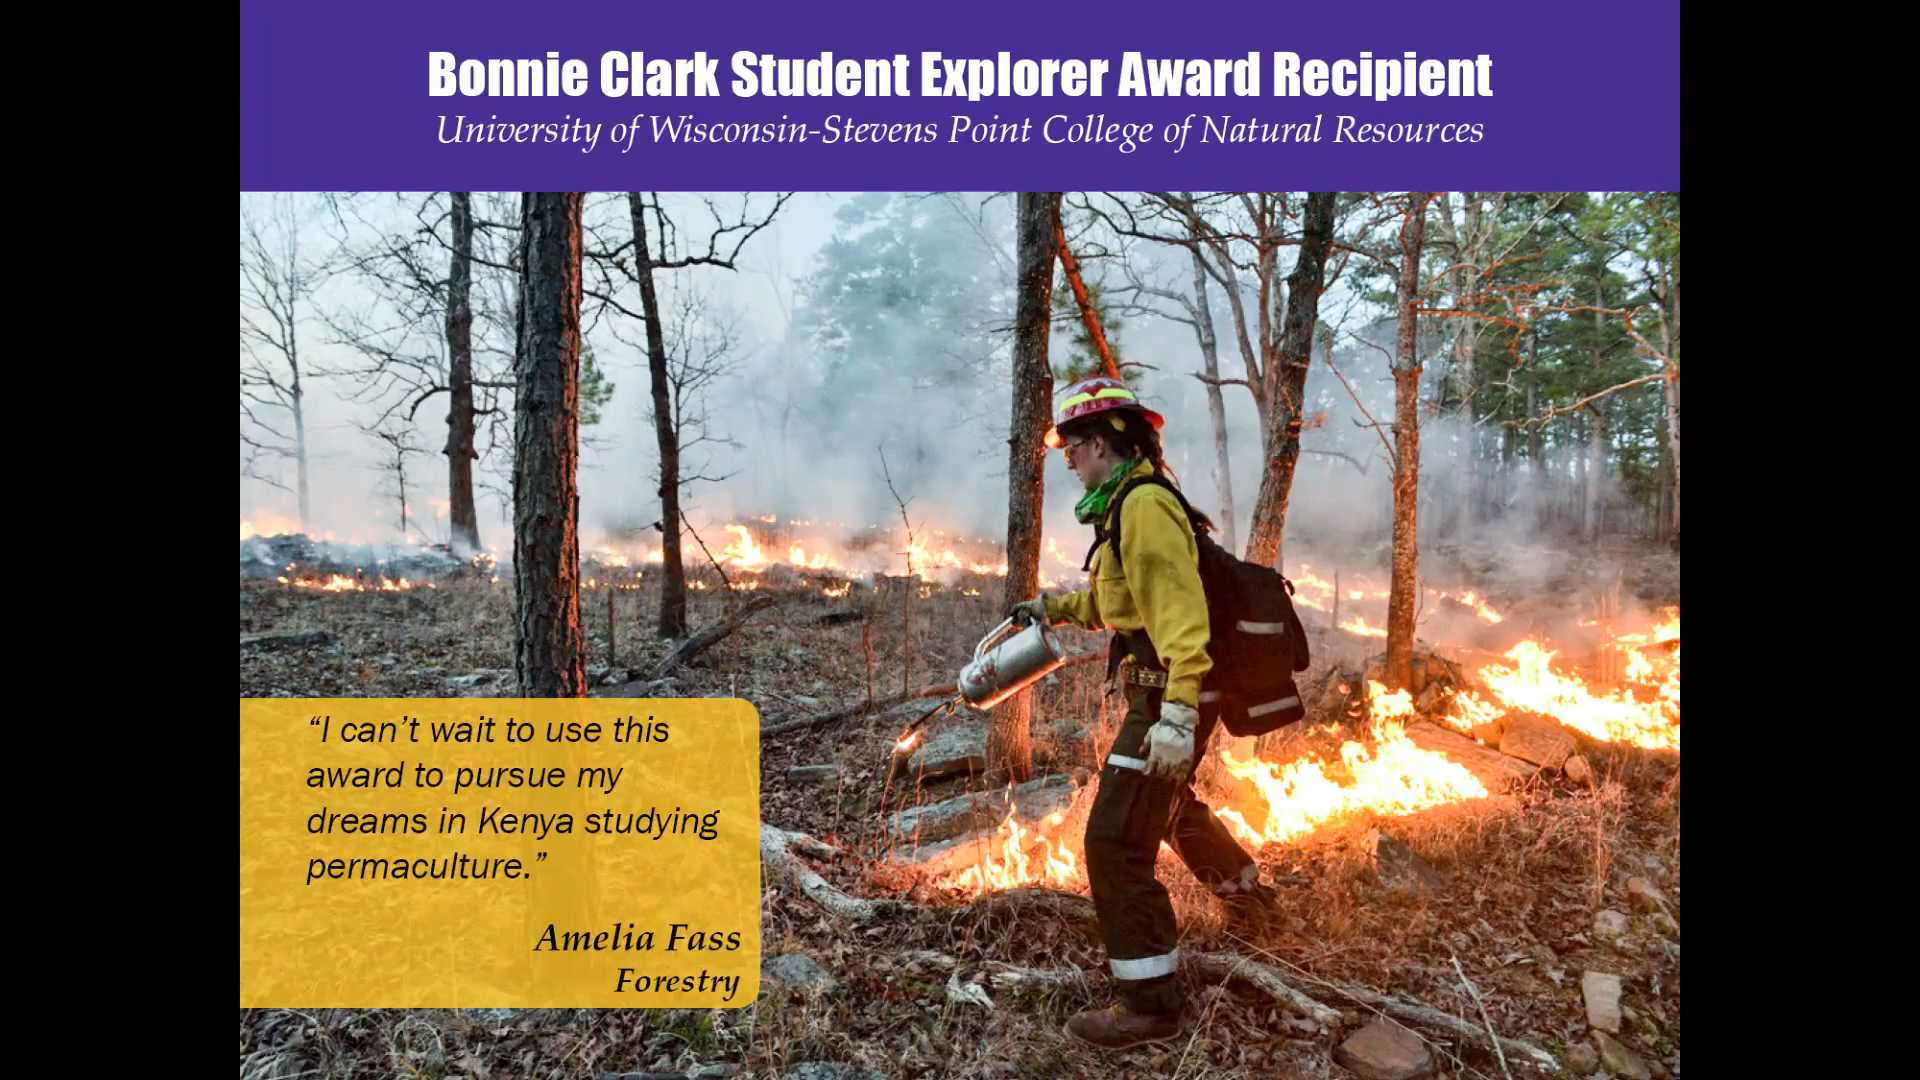 Bonnie Clark Student Explorer Award Recipient
University of Wisconsin-Stevens Point College of Natural Resources
“I can’t wait to use this
award to pursue my
dreams in Kenya studying
permaculture.”
Amelia Fass
Forestry